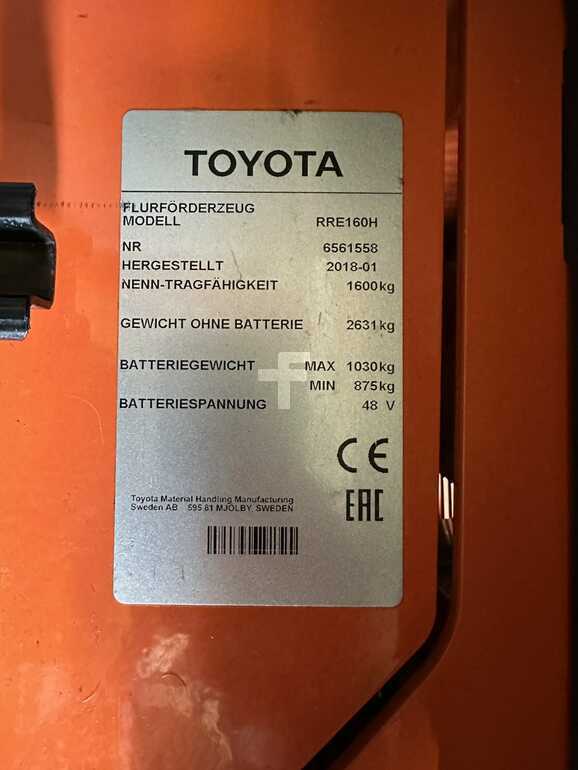 TOYOTA
FLURFÖRDERZEUG
MODELL RRE160H
NR 6561558
HERGESTELLT 2018-01
NENN-TRAGFÄHIGKEIT 1600kg
GEWICHT OHNE BATTERIE 2631kg
BATTERIEGEWICHT MAX 1030kg
MIN 875kg
BATTERIESPANNUNG 48 V
CE
EAC
Toyota Material Handling Manufacturing
Sweden AB 595 81 MJÖLBY, SWEDEN